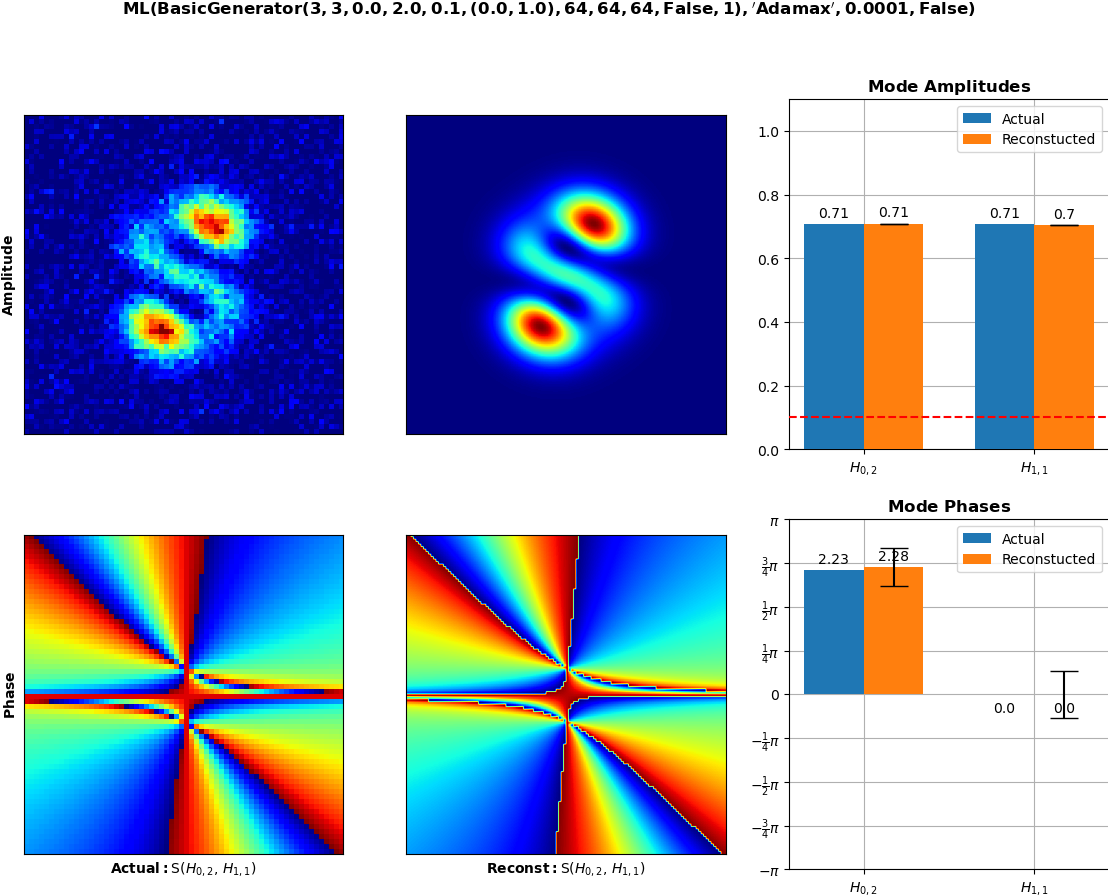 ML(BasicGenerator(3, 3, 0.0, 2.0, 0.1, (0.0, 1.0), 64, 64, 64, False, 1), ′Adamax′, 0.0001, False)
Amplitude
Mode Amplitudes
Actual
Reconstucted
1.0
0.8
0.6
0.4
0.2
0.0
0.71
0.71
0.71
0.7
H0, 2
H1, 1
Phase
Actual: S(H0, 2, H1, 1)
Reconst: S(H0, 2, H1, 1)
Mode Phases
Actual
Reconstucted
π
3/4π
1/2π
1/4π
0
−1/4π
−1/2π
−3/4π
−π
2.23
2.28
0.0
0.0
H0, 2
H1, 1